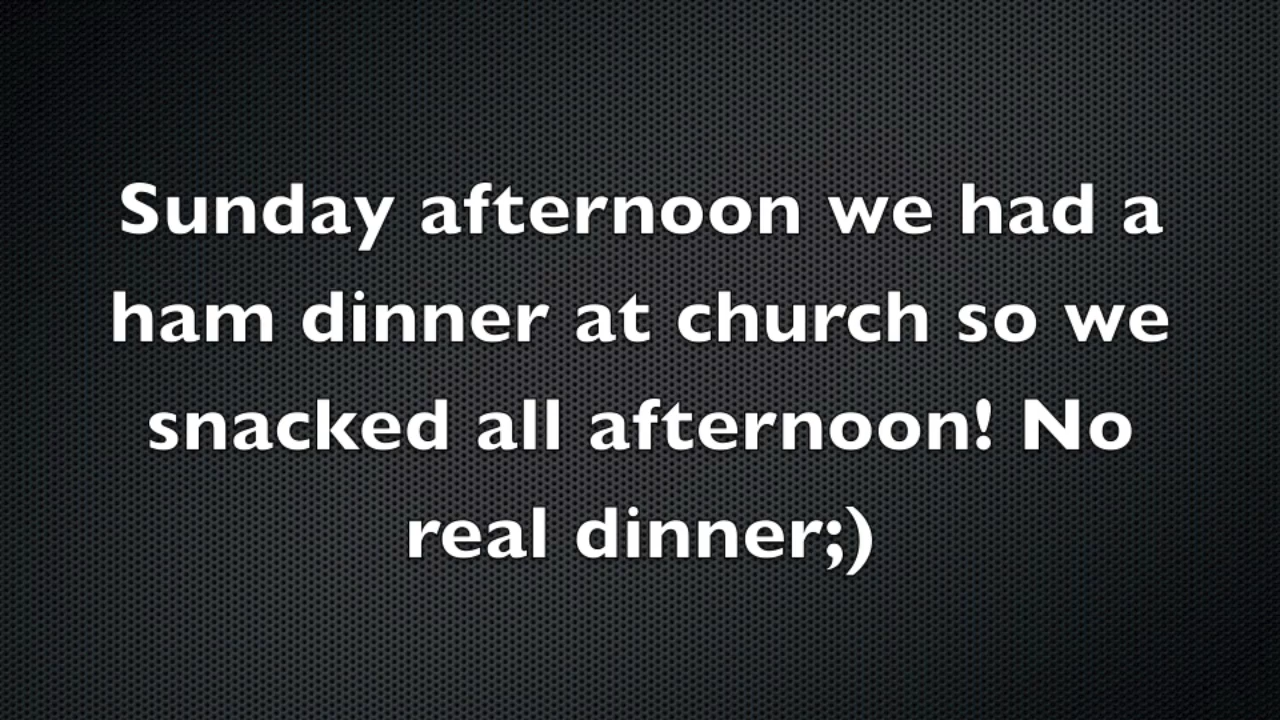 Sunday afternoon we had a
ham dinner at church so we
snacked all afternoon! No
real dinner;)